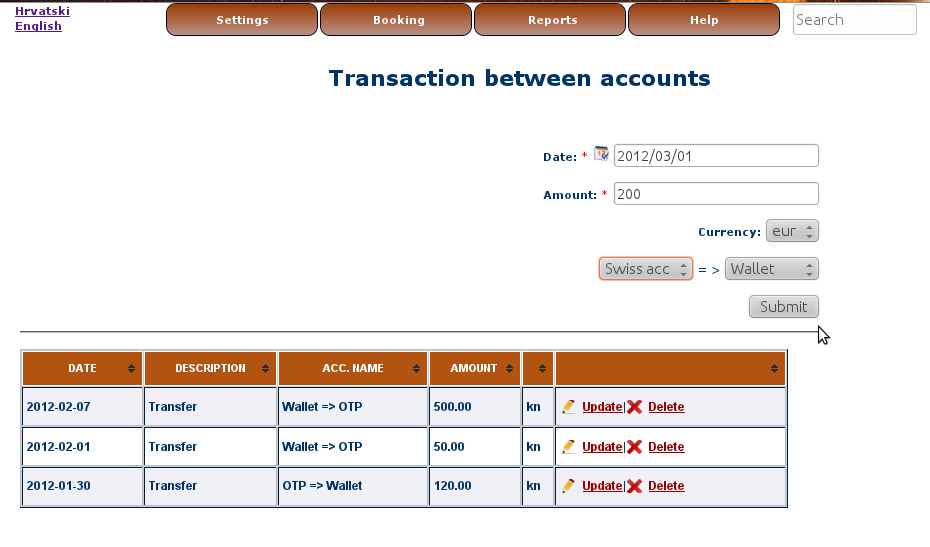 Hrvatski
English
Settings Booking Reports Help Search
Transaction between accounts
Date: * 2012/03/01
Amount: * 200
Currency: eur
Swiss acc = > Wallet
Submit
DATE DESCRIPTION ACC. NAME AMOUNT
2012-02-07 Transfer Wallet => OTP 500.00 kn Update| Delete
2012-02-01 Transfer Wallet => OTP 50.00 kn Update| Delete
2012-01-30 Transfer OTP => Wallet 120.00 kn Update| Delete